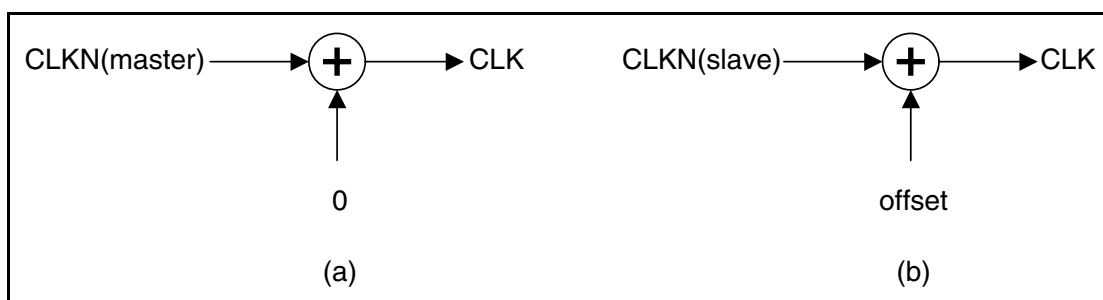 CLKN(master) + CLK
0
(a)
CLKN(slave) + CLK
offset
(b)